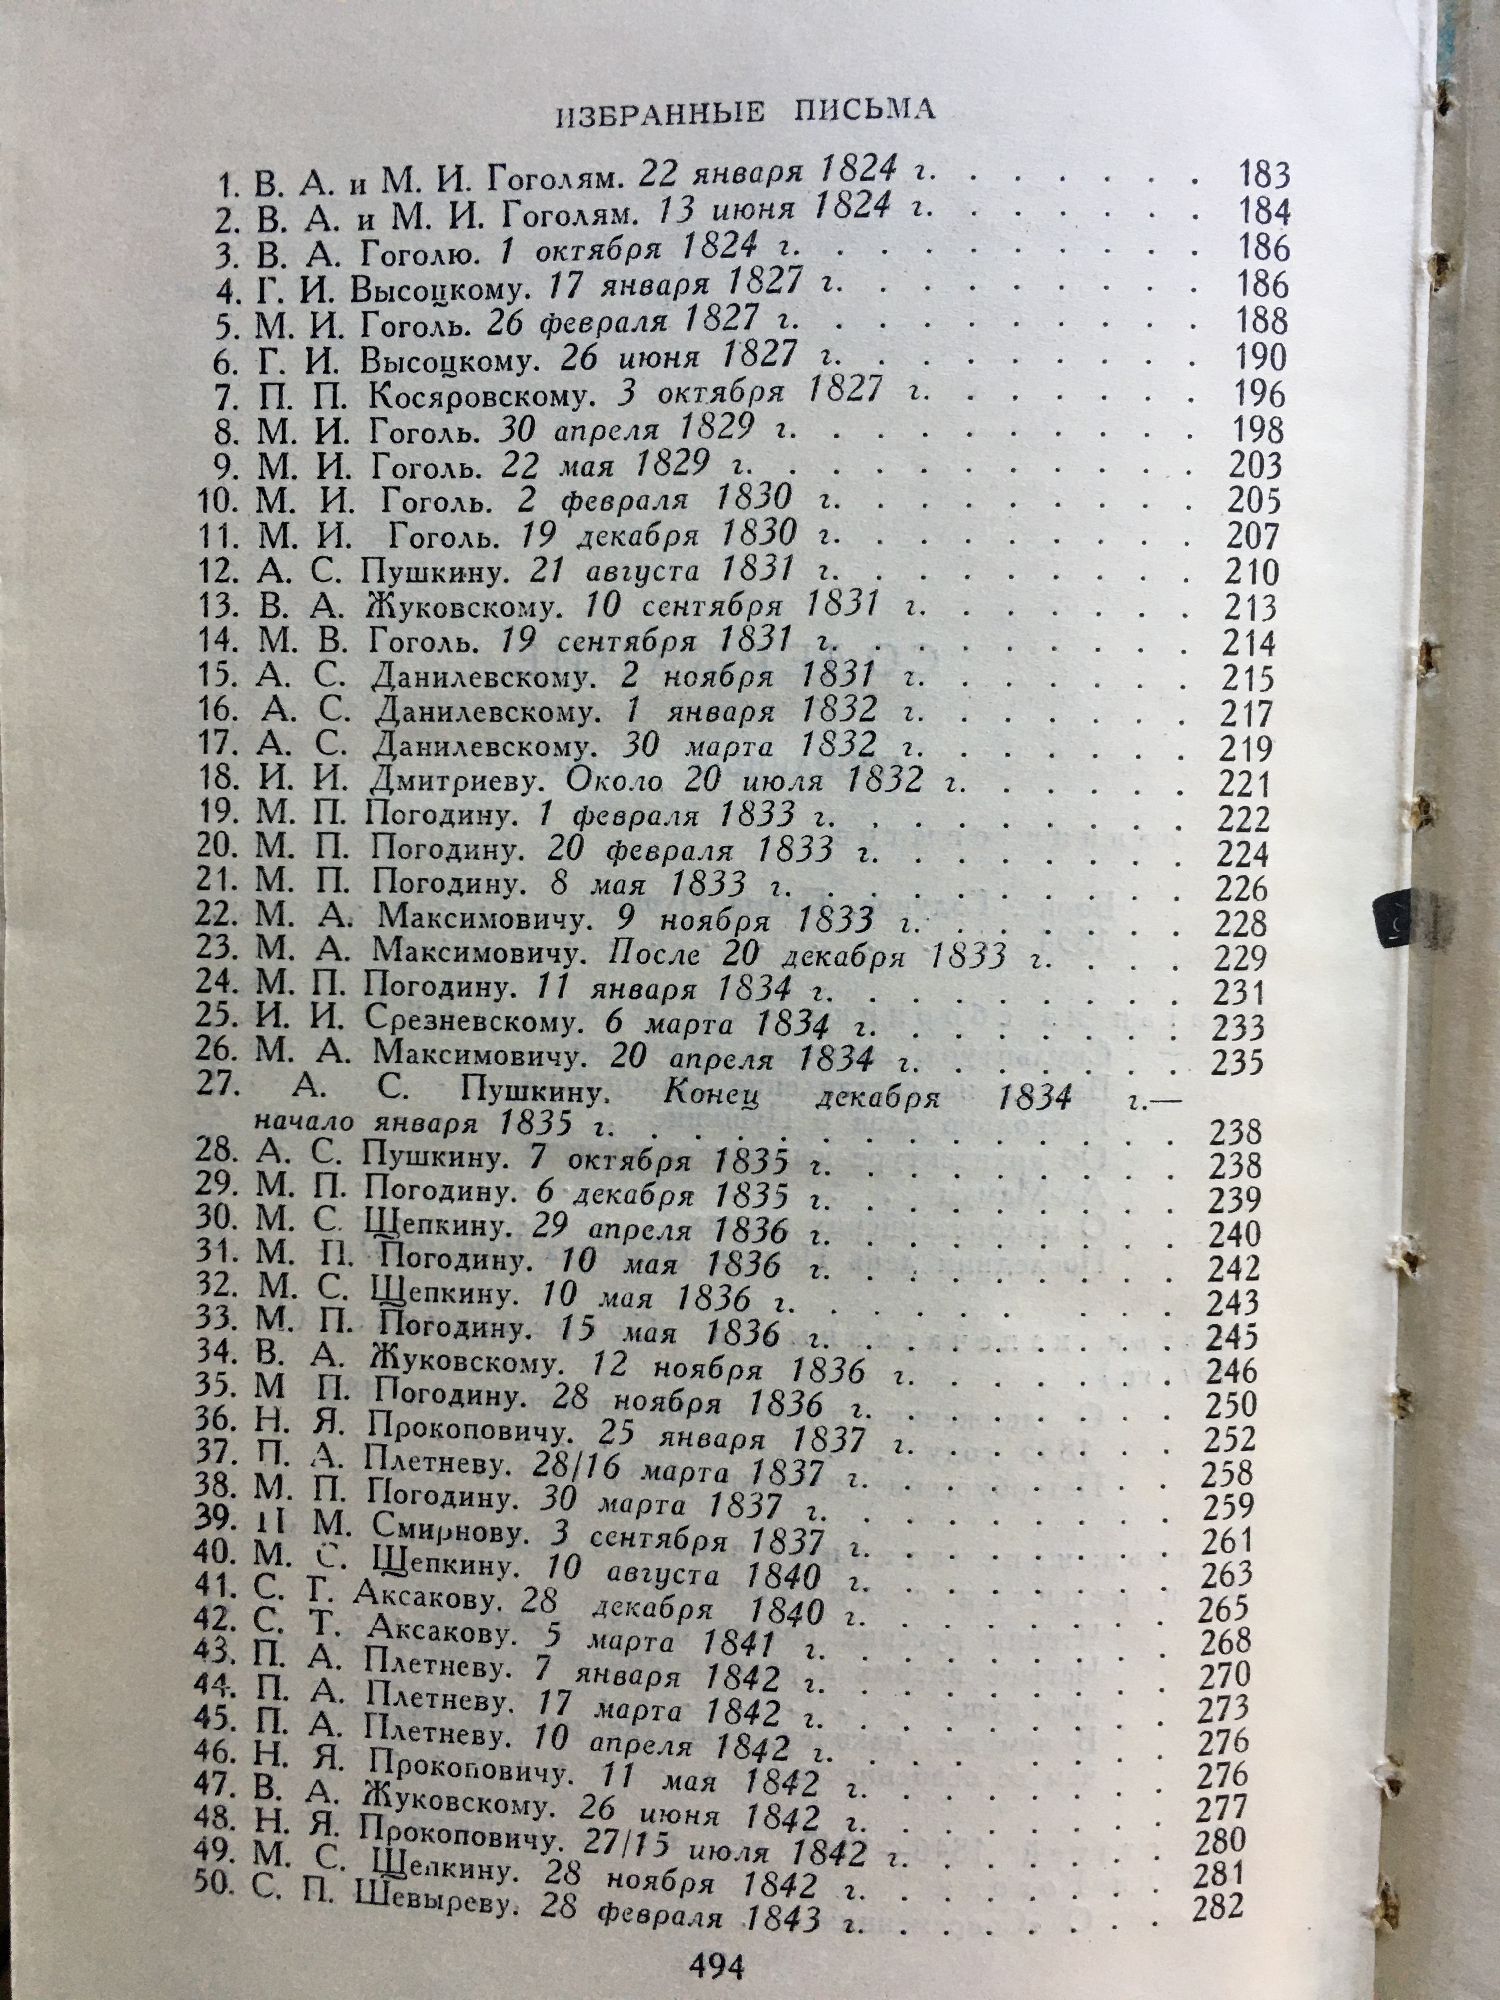 ИЗБРАННЫЕ ПИСЬМА
1. В. А. и М. И. Гоголям. 22 января 1824 г. . . . . . . . 183
2. В. А. и М. И. Гоголям. 13 июня 1824 г. . . . . . . . 184
3. В. А. Гоголю. 1 октября 1824 г. . . . . . . . . . . 186
4. Г. И. Высоцкому. 17 января 1827 г. . . . . . . . . . 186
5. М. И. Гоголь. 26 февраля 1827 г. . . . . . . . . . . 188
6. Г. И. Высоцкому. 26 июня 1827 г. . . . . . . . . . 190
7. П. П. Косяровскому. 3 октября 1827 г. . . . . . . . 196
8. М. И. Гоголь. 30 апреля 1829 г. . . . . . . . . . . 198
9. М. И. Гоголь. 22 мая 1829 г. . . . . . . . . . . . 203
10. М. И. Гоголь. 2 февраля 1830 г. . . . . . . . . . 205
11. М. И. Гоголь. 19 декабря 1830 г. . . . . . . . . . 207
12. А. С. Пушкину. 21 августа 1831 г. . . . . . . . . . 210
13. В. А. Жуковскому. 10 сентября 1831 г. . . . . . . . 213
14. М. В. Гоголь. 19 сентября 1831 г. . . . . . . . . . 214
15. А. С. Данилевскому. 2 ноября 1831 г. . . . . . . . 215
16. А. С. Данилевскому. 1 января 1832 г. . . . . . . . 217
17. А. С. Данилевскому. 30 марта 1832 г. . . . . . . . 219
18. И. И. Дмитриеву. Около 20 июля 1832 г. . . . . . . 221
19. М. П. Погодину. 1 февраля 1833 г. . . . . . . . . . 222
20. М. П. Погодину. 20 февраля 1833 г. . . . . . . . . 224
21. М. П. Погодину. 8 мая 1833 г. . . . . . . . . . . 226
22. М. А. Максимовичу. 9 ноября 1833 г. . . . . . . . 228
23. М. А. Максимовичу. После 20 декабря 1833 г. . . . . 229
24. М. П. Погодину. 11 января 1834 г. . . . . . . . . . 231
25. И. И. Срезневскому. 6 марта 1834 г. . . . . . . . . 233
26. М. А. Максимовичу. 20 апреля 1834 г. . . . . . . . 235
27. А. С. Пушкину. Конец декабря 1834 г.—
начало января 1835 г. . . . . . . . . . . . . . . 238
28. А. С. Пушкину. 7 октября 1835 г. . . . . . . . . . 238
29. М. П. Погодину. 6 декабря 1835 г. . . . . . . . . . 239
30. М. С. Щепкину. 29 апреля 1836 г. . . . . . . . . . 240
31. М. П. Погодину. 10 мая 1836 г. . . . . . . . . . 242
32. М. С. Щепкину. 10 мая 1836 г. . . . . . . . . . . 243
33. М. П. Погодину. 15 мая 1836 г. . . . . . . . . . 245
34. В. А. Жуковскому. 12 ноября 1836 г. . . . . . . . 246
35. М П. Погодину. 28 ноября 1836 г. . . . . . . . . 250
36. Н. Я. Прокоповичу. 25 января 1837 г. . . . . . . . 252
37. П. А. Плетневу. 28/16 марта 1837 г. . . . . . . . . 258
38. М. П. Погодину. 30 марта 1837 г. . . . . . . . . . 259
39. П М. Смирнову. 3 сентября 1837 г. . . . . . . . . 261
40. М. С. Щепкину. 10 августа 1840 г. . . . . . . . . 263
41. С. Т. Аксакову. 28 декабря 1840 г. . . . . . . . . 265
42. С. Т. Аксакову. 5 марта 1841 г. . . . . . . . . . 268
43. П. А. Плетневу. 7 января 1842 г. . . . . . . . . . 270
44. П. А. Плетневу. 17 марта 1842 г. . . . . . . . . . 273
45. П. А. Плетневу. 10 апреля 1842 г. . . . . . . . . . 276
46. Н. Я. Прокоповичу. 11 мая 1842 г. . . . . . . . . 276
47. В. А. Жуковскому. 26 июня 1842 г. . . . . . . . . 277
48. Н. Я. Прокоповичу. 27/15 июля 1842 г. . . . . . . . 280
49. М. С. Щепкину. 28 ноября 1842 г. . . . . . . . . 281
50. С. П. Шевыреву. 28 февраля 1843 г. . . . . . . . . 282
494